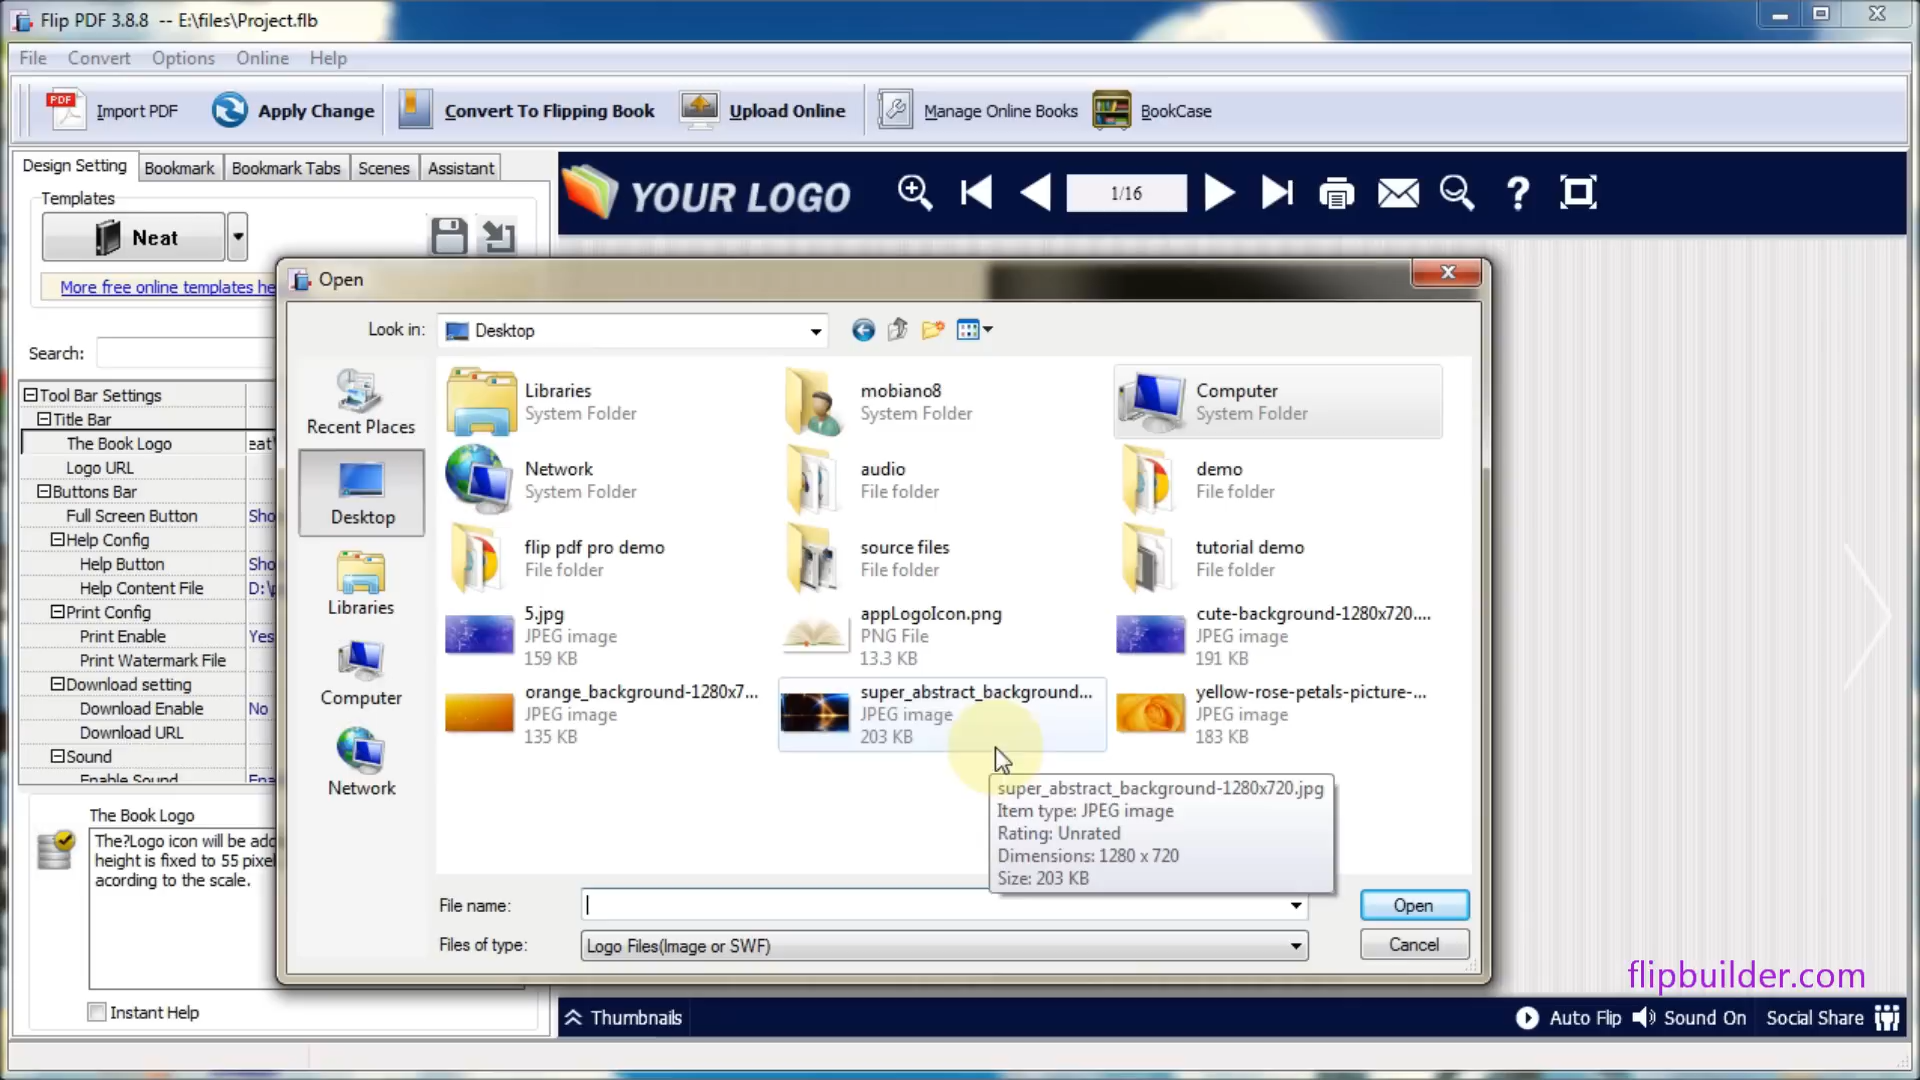 Flip PDF 3.8.8 -- E:\files\Project.flb
File Convert Options Online Help
PDF Import PDF Apply Change Convert To Flipping Book Upload Online Manage Online Books BookCase
Design Setting Bookmark Bookmark Tabs Scenes Assistant
YOUR LOGO 1/16 ?
Templates
Neat
More free online templates he
Open
Look in: Desktop
Search:
Libraries
System Folder
mobiano8
System Folder
Computer
System Folder
Network
System Folder
audio
File folder
demo
File folder
flip pdf pro demo
File folder
source files
File folder
tutorial demo
File folder
5.jpg
JPEG image
159 KB
appLogoIcon.png
PNG File
13.3 KB
cute-background-1280x720....
JPEG image
191 KB
orange_background-1280x7...
JPEG image
135 KB
super_abstract_background...
JPEG image
203 KB
yellow-rose-petals-picture-...
JPEG image
183 KB
Recent Places
Desktop
Libraries
Computer
Network
super_abstract_background-1280x720.jpg
Item type: JPEG image
Rating: Unrated
Dimensions: 1280 x 720
Size: 203 KB
File name:
Open
Files of type: Logo Files(Image or SWF)
Cancel
Tool Bar Settings
Title Bar
The Book Logo eat
Logo URL
Buttons Bar
Full Screen Button Sho
Help Config
Help Button Sho
Help Content File D:\
Print Config
Print Enable Yes
Print Watermark File
Download setting
Download Enable No
Download URL
Sound
Enable Sound Ena
The Book Logo
The?Logo icon will be add
height is fixed to 55 pixel
acording to the scale.
Instant Help
flipbuilder.com
Thumbnails Auto Flip Sound On Social Share